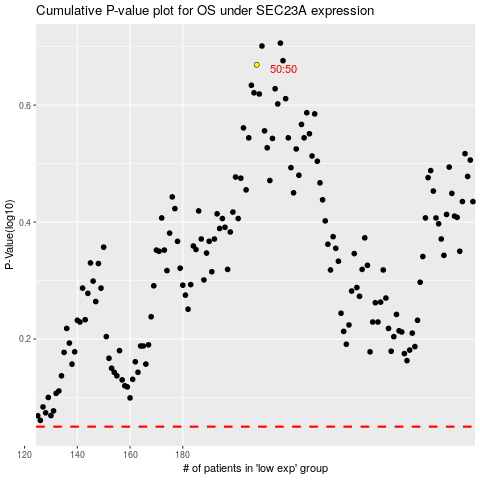 Cumulative P-value plot for OS under SEC23A expression
P-Value(log10)
0.6
0.4
0.2
50:50
120 140 160 180
# of patients in 'low exp' group